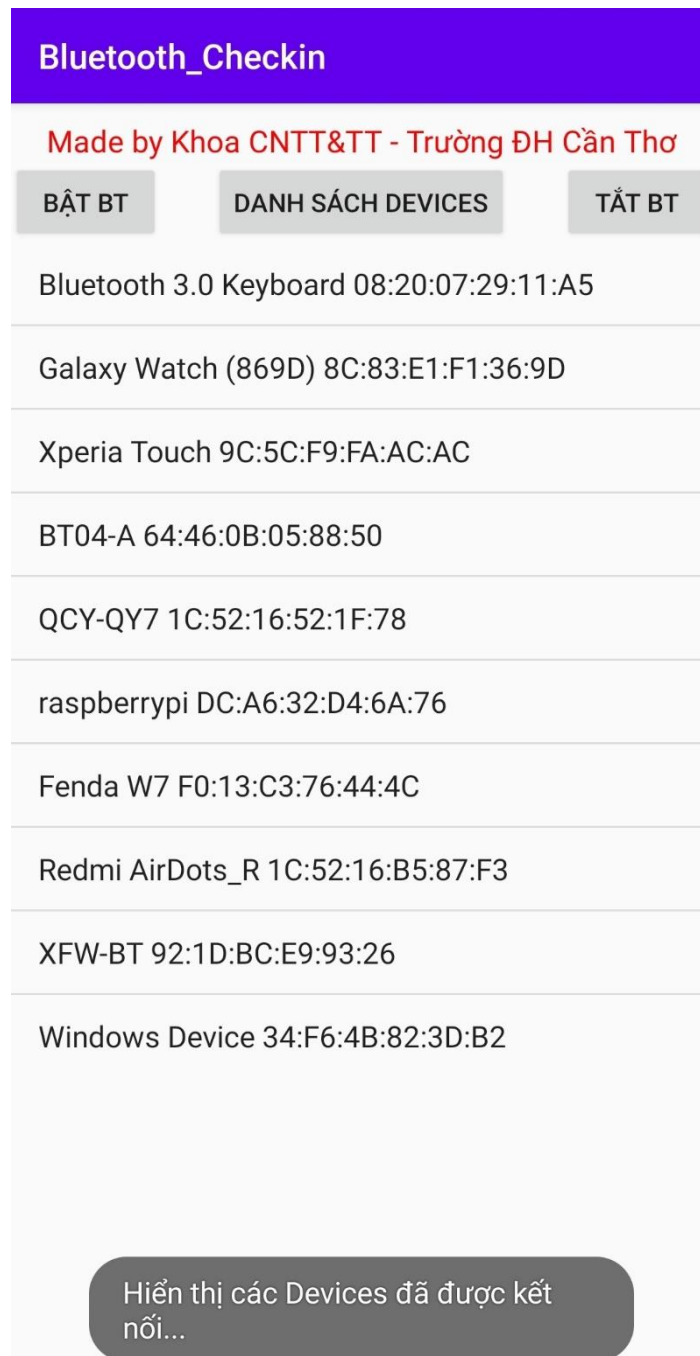 Bluetooth_Checkin
Made by Khoa CNTT&TT - Trường ĐH Cần Thơ
BẬT BT DANH SÁCH DEVICES TẮT BT
Bluetooth 3.0 Keyboard 08:20:07:29:11:A5
Galaxy Watch (869D) 8C:83:E1:F1:36:9D
Xperia Touch 9C:5C:F9:FA:AC:AC
BT04-A 64:46:0B:05:88:50
QCY-QY7 1C:52:16:52:1F:78
raspberrypi DC:A6:32:D4:6A:76
Fenda W7 F0:13:C3:76:44:4C
Redmi AirDots_R 1C:52:16:B5:87:F3
XFW-BT 92:1D:BC:E9:93:26
Windows Device 34:F6:4B:82:3D:B2
Hiển thị các Devices đã được kết
nối...